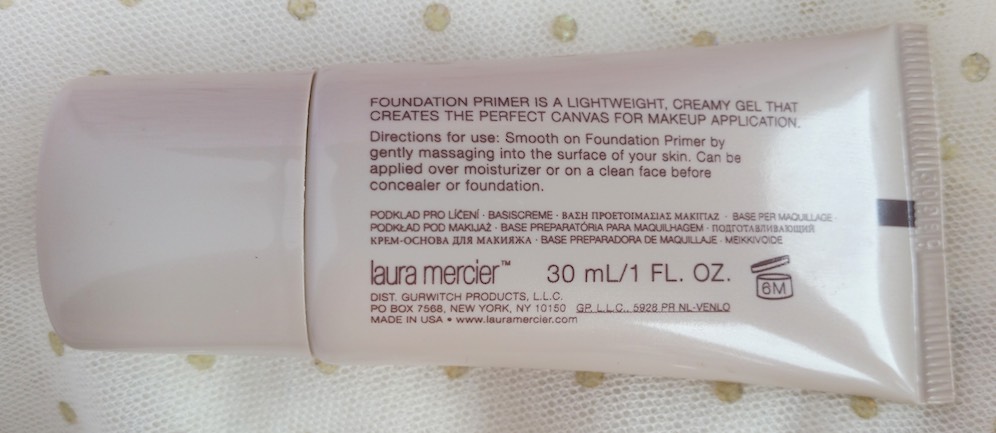 FOUNDATION PRIMER IS A LIGHTWEIGHT, CREAMY GEL THAT
CREATES THE PERFECT CANVAS FOR MAKEUP APPLICATION.
Directions for use: Smooth on Foundation Primer by
gently massaging into the surface of your skin. Can be
applied over moisturizer or on a clean face before
concealer or foundation.
PODKLAD PRO LÍČENÍ · BASISCREME · ΒΑΣΗ ΠΡΟΕΤΟΙΜΑΣΙΑΣ ΜΑΚΙΓΙΑΖ · BASE PER MAQUILLAGE ·
PODKŁAD POD MAKIJAŻ · BASE PREPARATÓRIA PARA MAQUILHAGEM · ПОДГОТАВЛИВАЮЩИЙ
КРЕМ-ОСНОВА ДЛЯ МАКИЯЖА · BASE PREPARADORA DE MAQUILLAJE · MEIKKIVOIDE
laura mercier™ 30 mL/1 FL. OZ. 6M
DIST. GURWITCH PRODUCTS, L.L.C.
PO BOX 7568, NEW YORK, NY 10150 GP, L.L.C., 5928 PR NL-VENLO
MADE IN USA • www.lauramercier.com